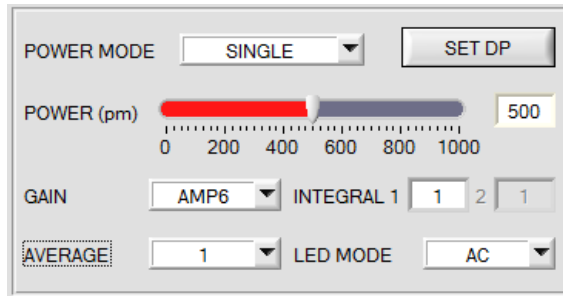 POWER MODE SINGLE SET DP
POWER (pm) 500
0 200 400 600 800 1000
GAIN AMP6 INTEGRAL 1 1 2 1
AVERAGE 1 LED MODE AC